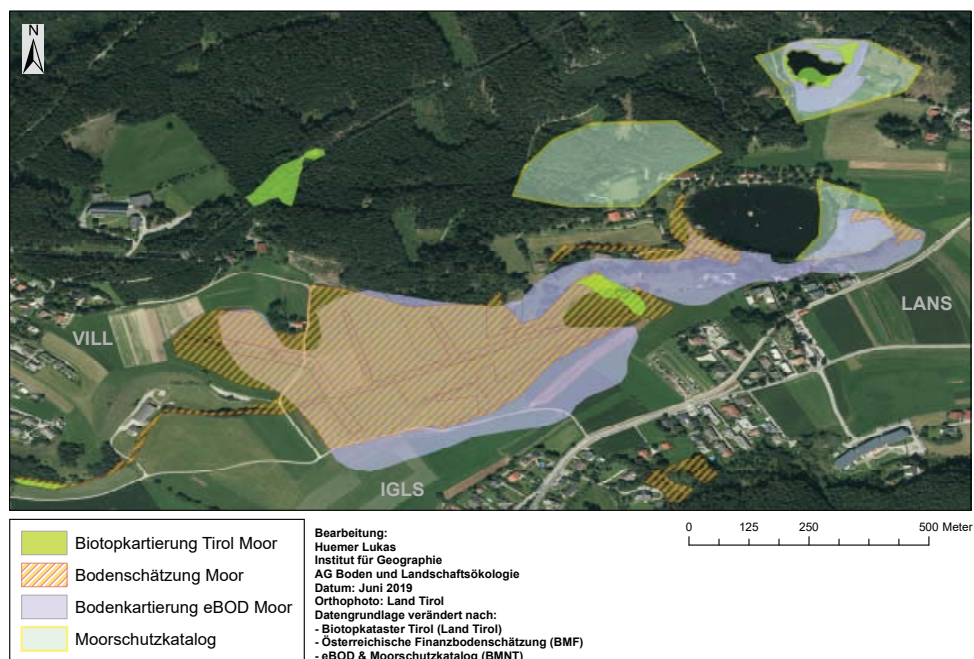 N
VILL
LANS
IGLS
Biotopkartierung Tirol Moor
Bodenschätzung Moor
Bodenkartierung eBOD Moor
Moorschutzkatalog
Bearbeitung:
Huemer Lukas
Institut für Geographie
AG Boden und Landschaftsökologie
Datum: Juni 2019
Orthophoto: Land Tirol
Datengrundlage verändert nach:
- Biotopkataster Tirol (Land Tirol)
- Österreichische Finanzbodenschätzung (BMF)
- eBOD & Moorschutzkatalog (BMNT)
0 125 250 500 Meter